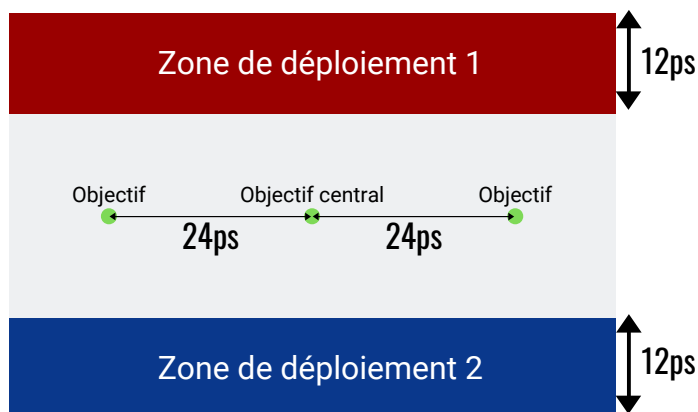 Zone de déploiement 1
12ps
Objectif
Objectif central
Objectif
24ps
24ps
Zone de déploiement 2
12ps